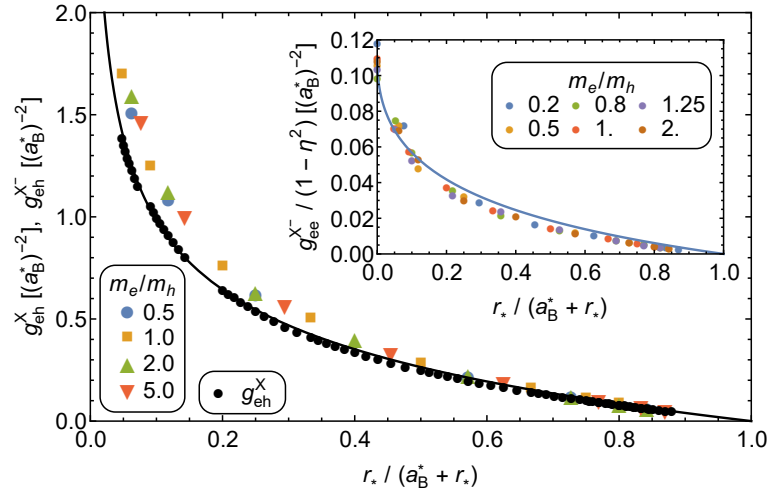 2.0
1.5
1.0
0.5
0.0
g_eh^X [(a_B^*)^−2], g_eh^X− [(a_B^*)^−2]
0.0 0.2 0.4 0.6 0.8 1.0
r_* / (a_B^* + r_*)
m_e/m_h
0.5
1.0
2.0
5.0
g_eh^X
0.12
0.10
0.08
0.06
0.04
0.02
0.00
g_ee^X− / (1 − η^2) [(a_B^*)^−2]
m_e/m_h
0.2 0.8 1.25
0.5 1. 2.
0.0 0.2 0.4 0.6 0.8 1.0
r_* / (a_B^* + r_*)